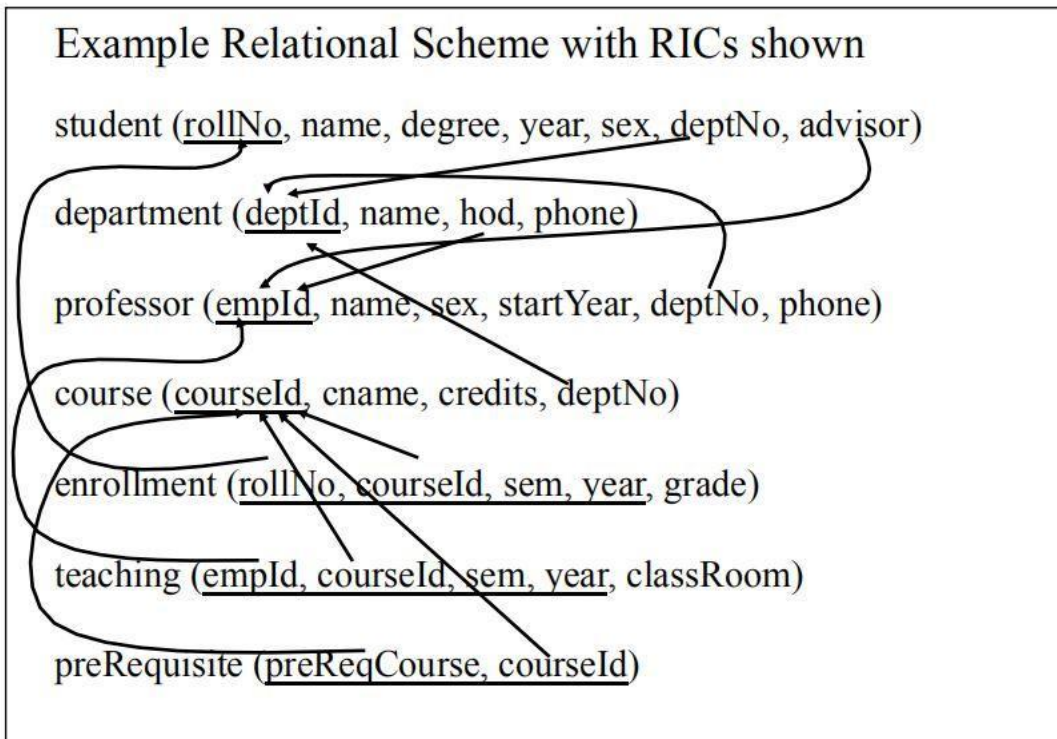 Example Relational Scheme with RICs shown
student (rollNo, name, degree, year, sex, deptNo, advisor)
department (deptId, name, hod, phone)
professor (empId, name, sex, startYear, deptNo, phone)
course (courseId, cname, credits, deptNo)
enrollment (rollNo, courseId, sem, year, grade)
teaching (empId, courseId, sem, year, classRoom)
preRequisite (preReqCourse, courseId)